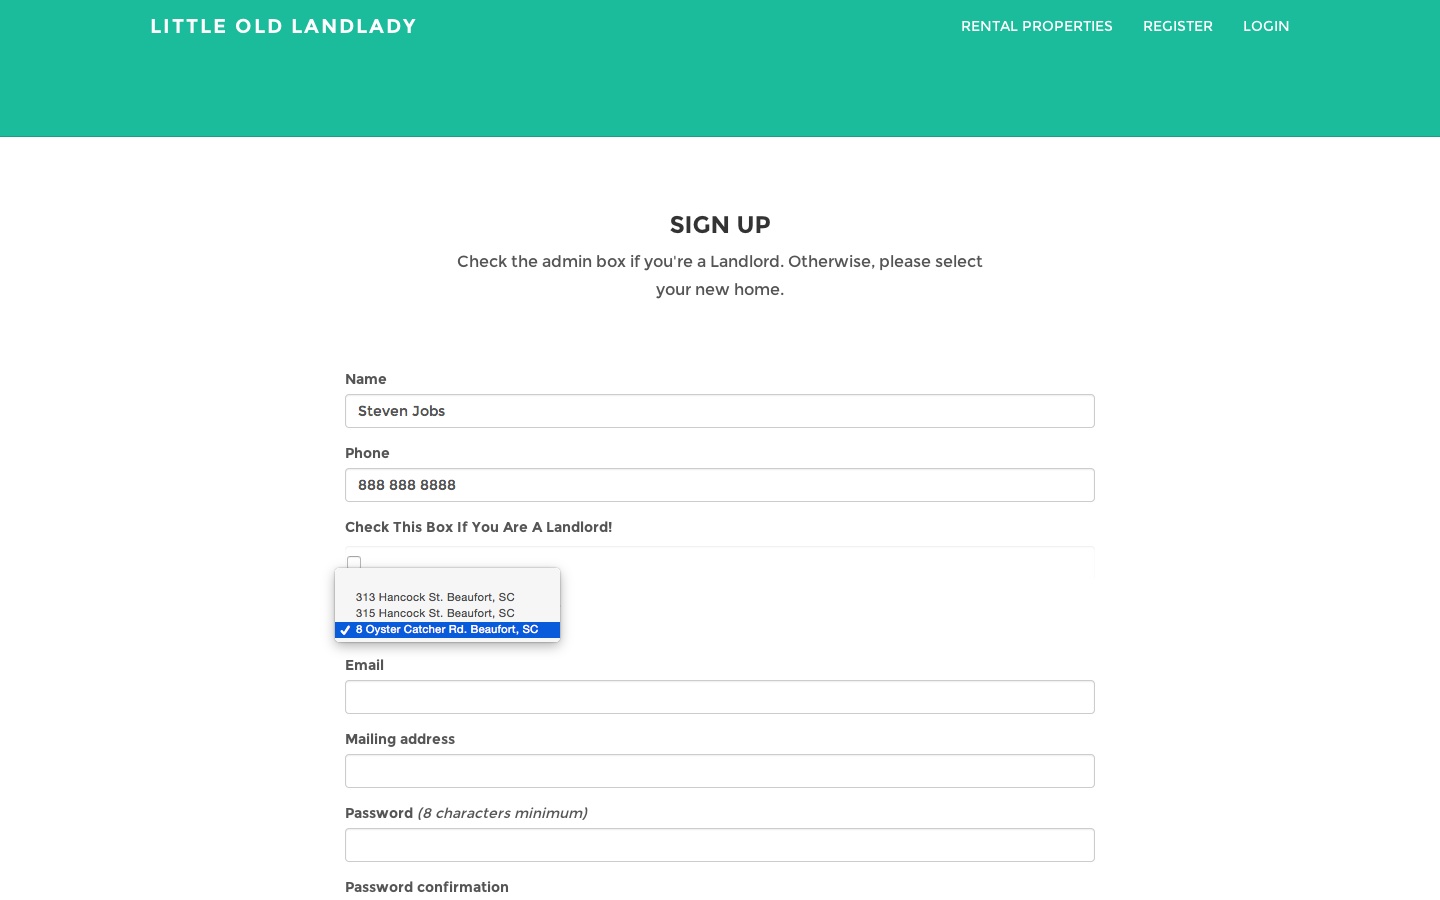 LITTLE OLD LANDLADY
RENTAL PROPERTIES REGISTER LOGIN
SIGN UP
Check the admin box if you're a Landlord. Otherwise, please select
your new home.
Name
Steven Jobs
Phone
888 888 8888
Check This Box If You Are A Landlord!
313 Hancock St. Beaufort, SC
315 Hancock St. Beaufort, SC
8 Oyster Catcher Rd. Beaufort, SC
Email
Mailing address
Password (8 characters minimum)
Password confirmation